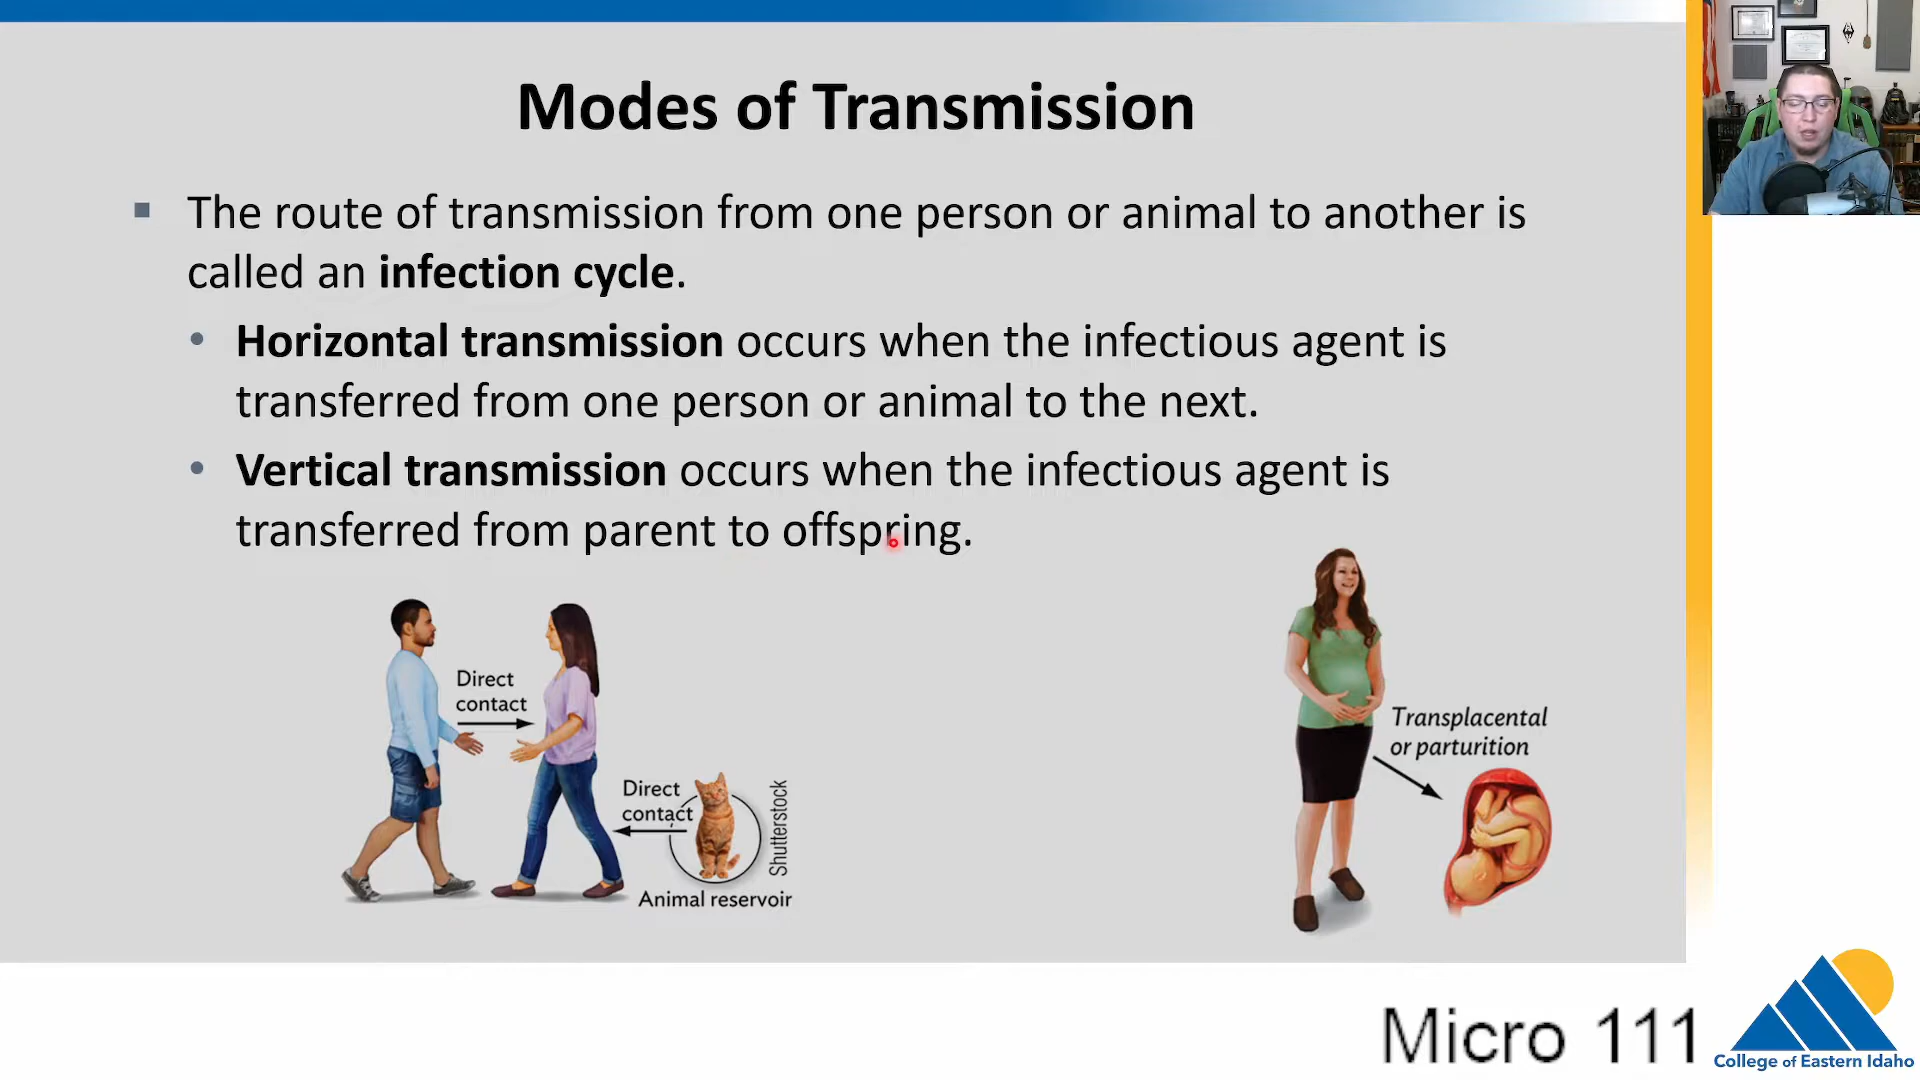 Modes of Transmission
The route of transmission from one person or animal to another is
called an infection cycle.
Horizontal transmission occurs when the infectious agent is
transferred from one person or animal to the next.
Vertical transmission occurs when the infectious agent is
transferred from parent to offspring.
Direct
contact
Direct
contact
Shutterstock
Animal reservoir
Transplacental
or parturition
Micro 111
College of Eastern Idaho